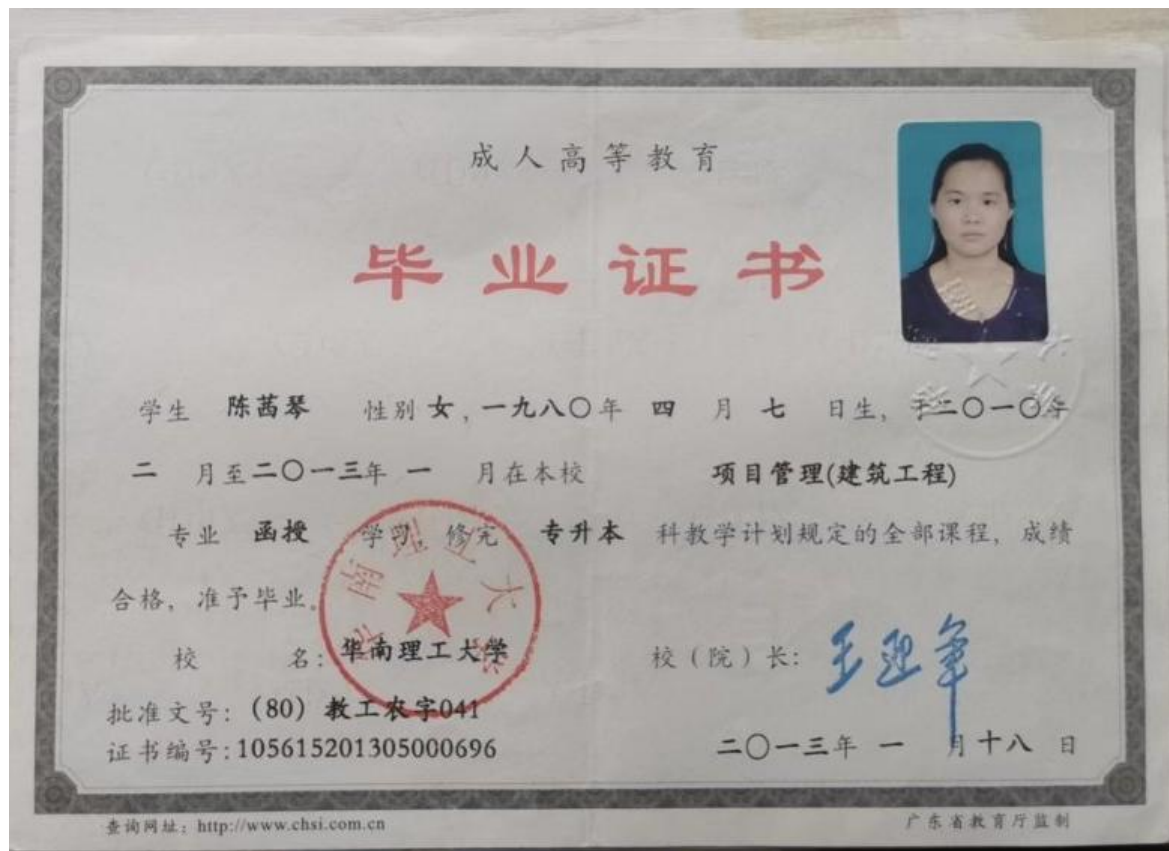 成人高等教育
毕业证书
学生 陈茜琴 性别 女,一九八〇年 四 月 七 日生,于二〇一〇年
二 月至二〇一三年 一 月在本校 项目管理(建筑工程)
专业 函授 学习,修完 专升本 科教学计划规定的全部课程,成绩
合格,准予毕业。
校 名:华南理工大学
校(院)长:
批准文号:(80)教工农字041
证书编号:105615201305000696
二〇一三年 一 月十八 日
查询网址:http://www.chsi.com.cn
广东省教育厅监制